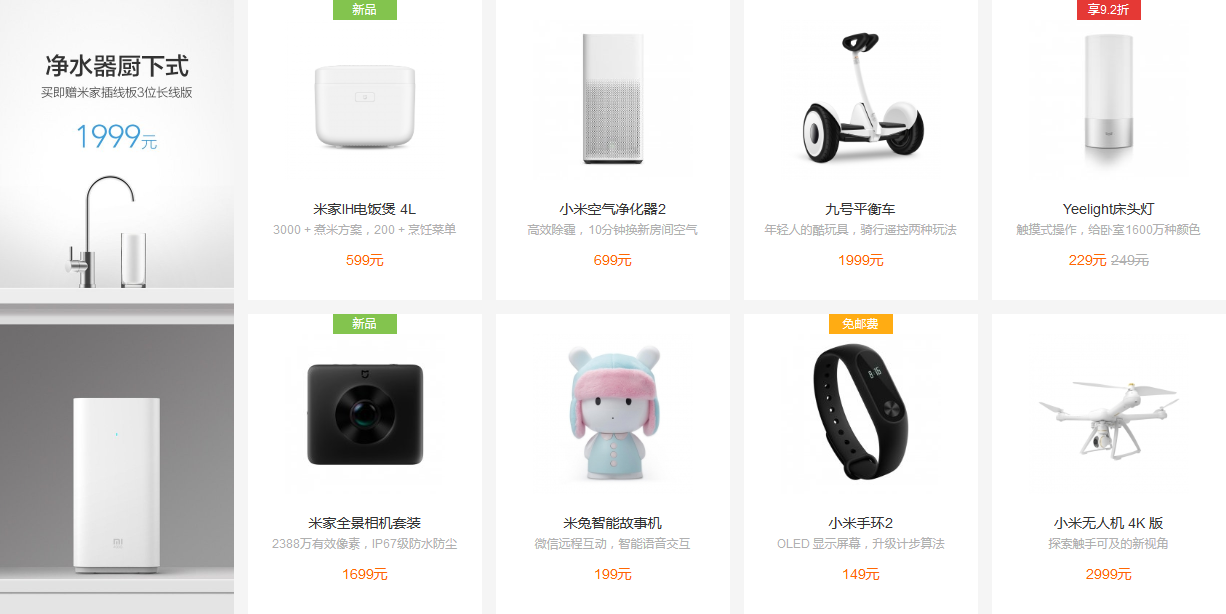 净水器厨下式
买即赠米家插线板3位长线版
1999元
新品
米家IH电饭煲 4L
3000 + 煮米方案，200 + 烹饪菜单
599元
小米空气净化器2
高效除霾，10分钟换新房间空气
699元
九号平衡车
年轻人的酷玩具，骑行遥控两种玩法
1999元
享9.2折
Yeelight床头灯
触摸式操作，给卧室1600万种颜色
229元 249元
新品
米家全景相机套装
2388万有效像素，IP67级防水防尘
1699元
米兔智能故事机
微信远程互动，智能语音交互
199元
免邮费
小米手环2
OLED 显示屏幕，升级计步算法
149元
小米无人机 4K 版
探索触手可及的新视角
2999元